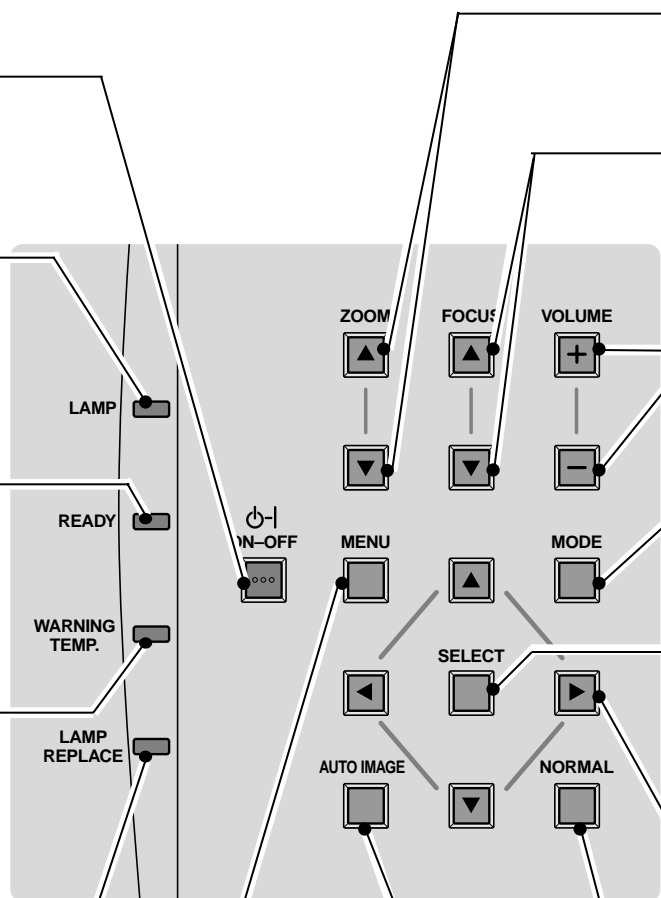 ZOOM
FOCUS
VOLUME
LAMP
READY
ON–OFF
MENU
MODE
WARNING
TEMP.
SELECT
LAMP
REPLACE
AUTO IMAGE
NORMAL